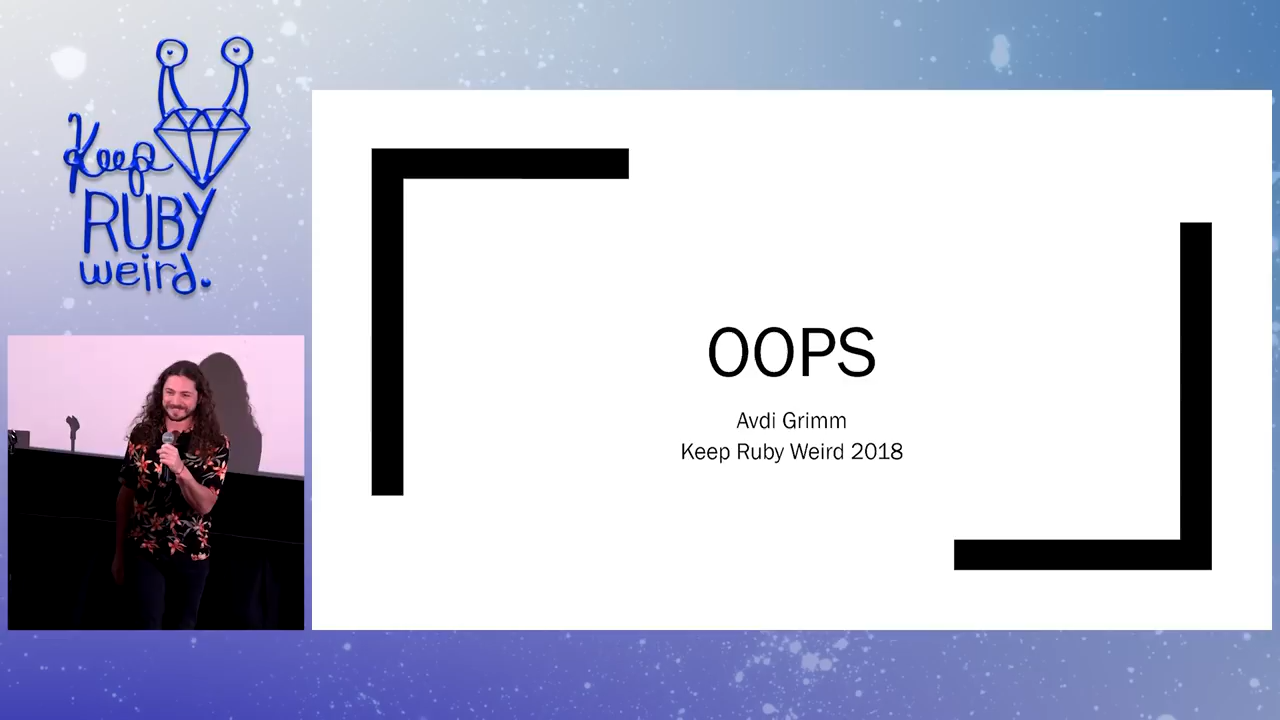 Keep
RUBY
weird.
OOPS
Avdi Grimm
Keep Ruby Weird 2018